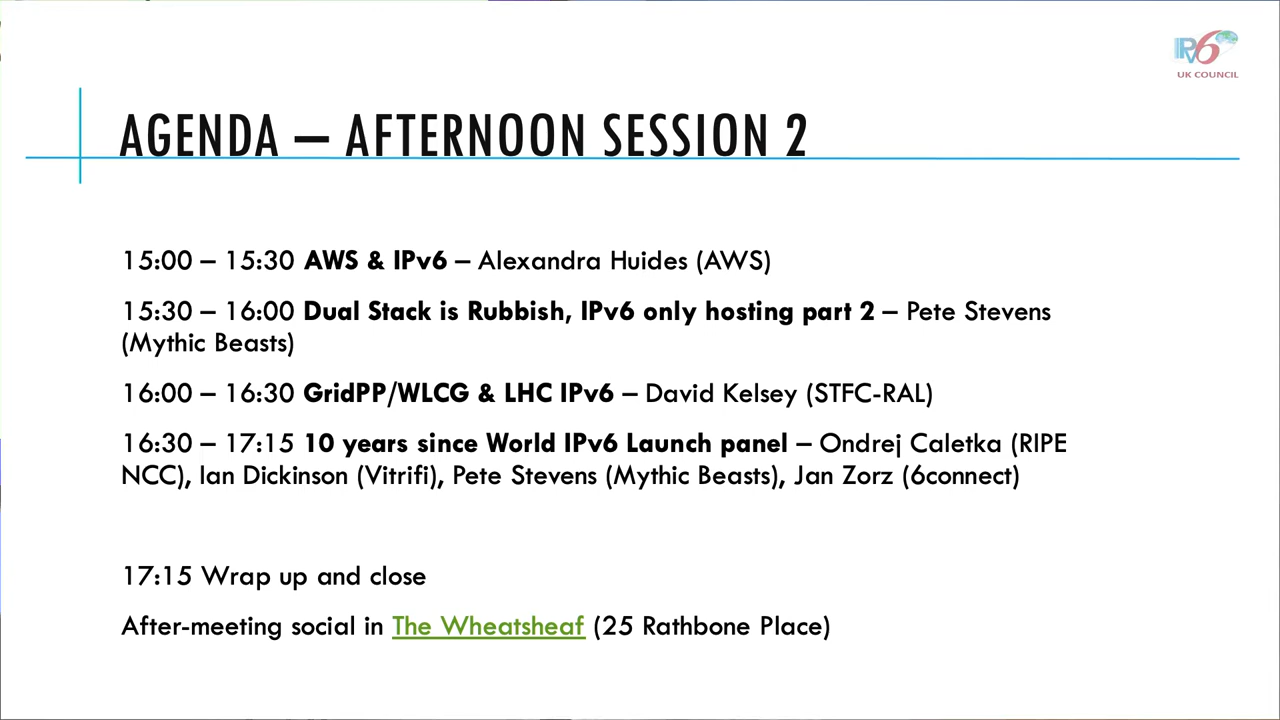 IPv6
UK COUNCIL
AGENDA – AFTERNOON SESSION 2
15:00 – 15:30 AWS & IPv6 – Alexandra Huides (AWS)
15:30 – 16:00 Dual Stack is Rubbish, IPv6 only hosting part 2 – Pete Stevens
(Mythic Beasts)
16:00 – 16:30 GridPP/WLCG & LHC IPv6 – David Kelsey (STFC-RAL)
16:30 – 17:15 10 years since World IPv6 Launch panel – Ondrej Caletka (RIPE
NCC), Ian Dickinson (Vitrifi), Pete Stevens (Mythic Beasts), Jan Zorz (6connect)
17:15 Wrap up and close
After-meeting social in The Wheatsheaf (25 Rathbone Place)